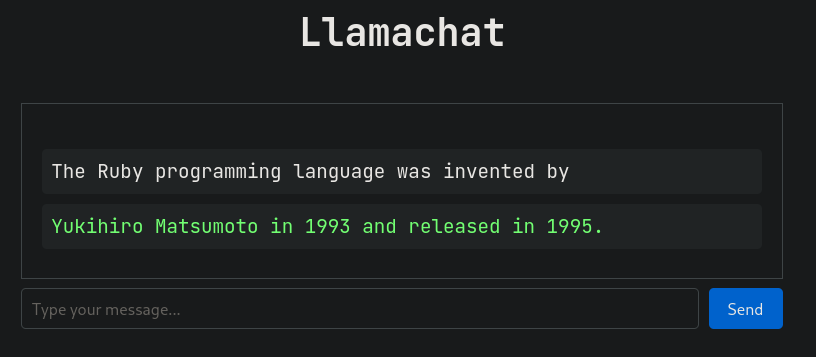 Llamachat
The Ruby programming language was invented by
Yukihiro Matsumoto in 1993 and released in 1995.
Type your message...
Send